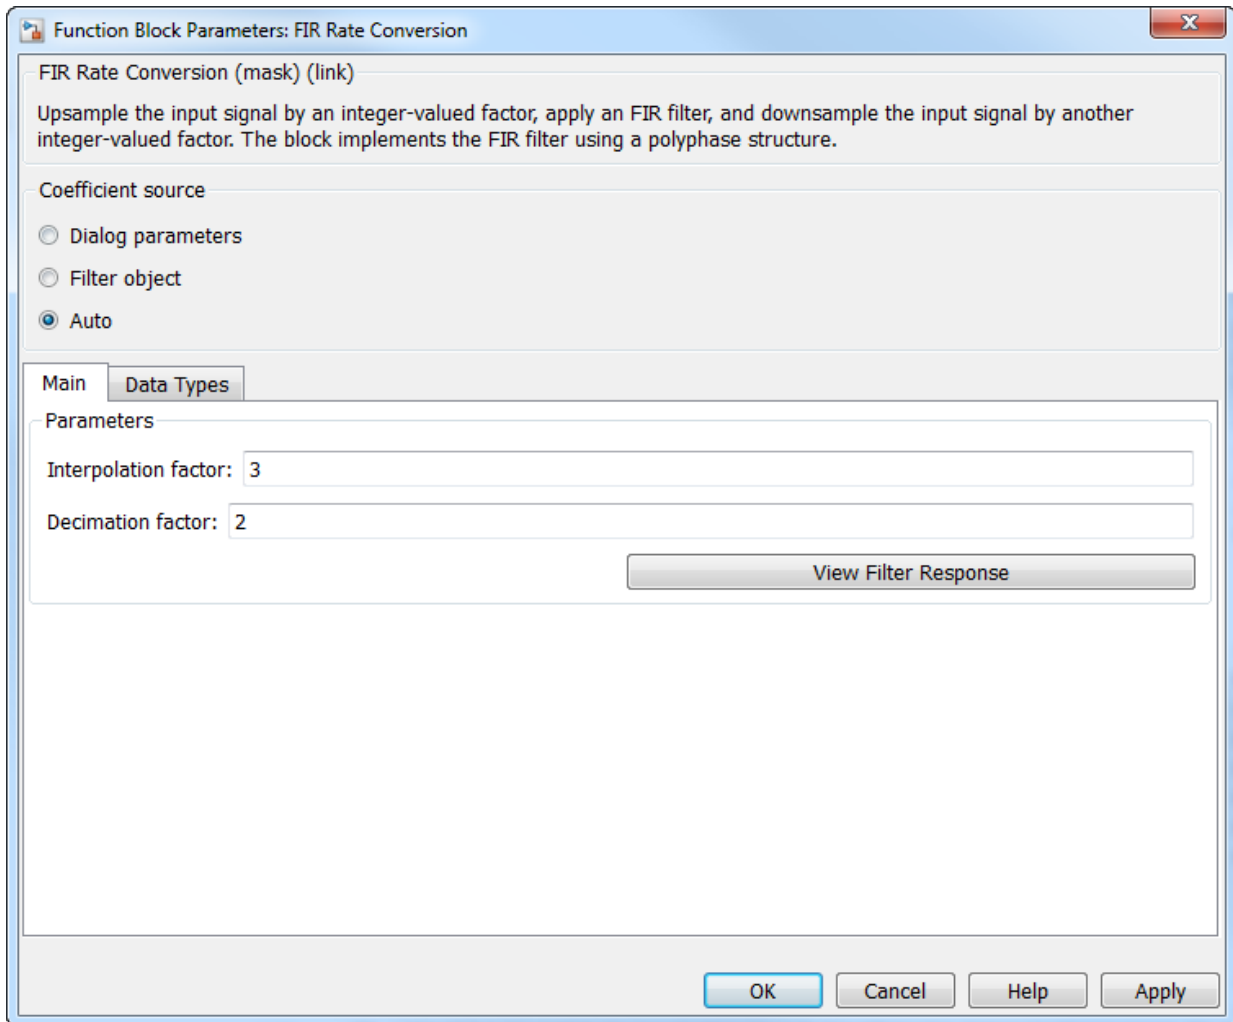 Function Block Parameters: FIR Rate Conversion
X
FIR Rate Conversion (mask) (link)
Upsample the input signal by an integer-valued factor, apply an FIR filter, and downsample the input signal by another
integer-valued factor. The block implements the FIR filter using a polyphase structure.
Coefficient source
Dialog parameters
Filter object
Auto
Main Data Types
Parameters
Interpolation factor: 3
Decimation factor: 2
View Filter Response
OK Cancel Help Apply